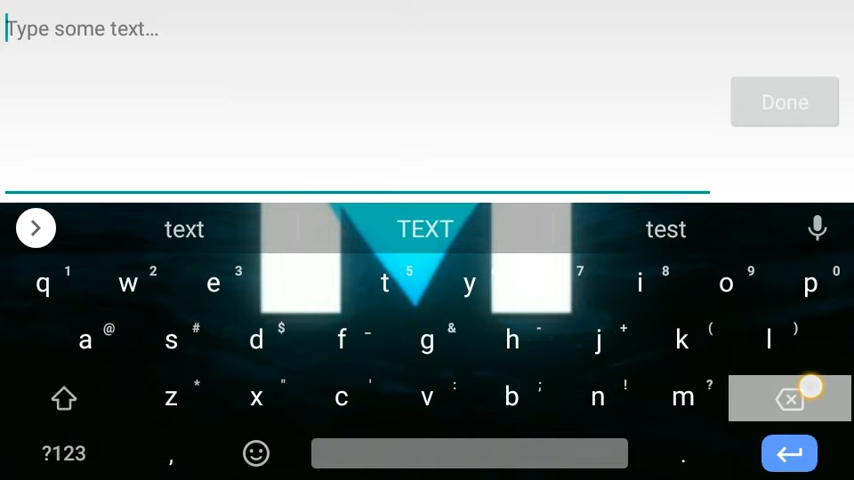 Type some text...
Done
text TEXT test
q 1 w 2 e 3 t 5 y 7 i 8 o 9 p 0
a @ s # d $ f _ g & h - j + k ( l )
z * x " c ' v : b ; n ! m ?
?123 , .